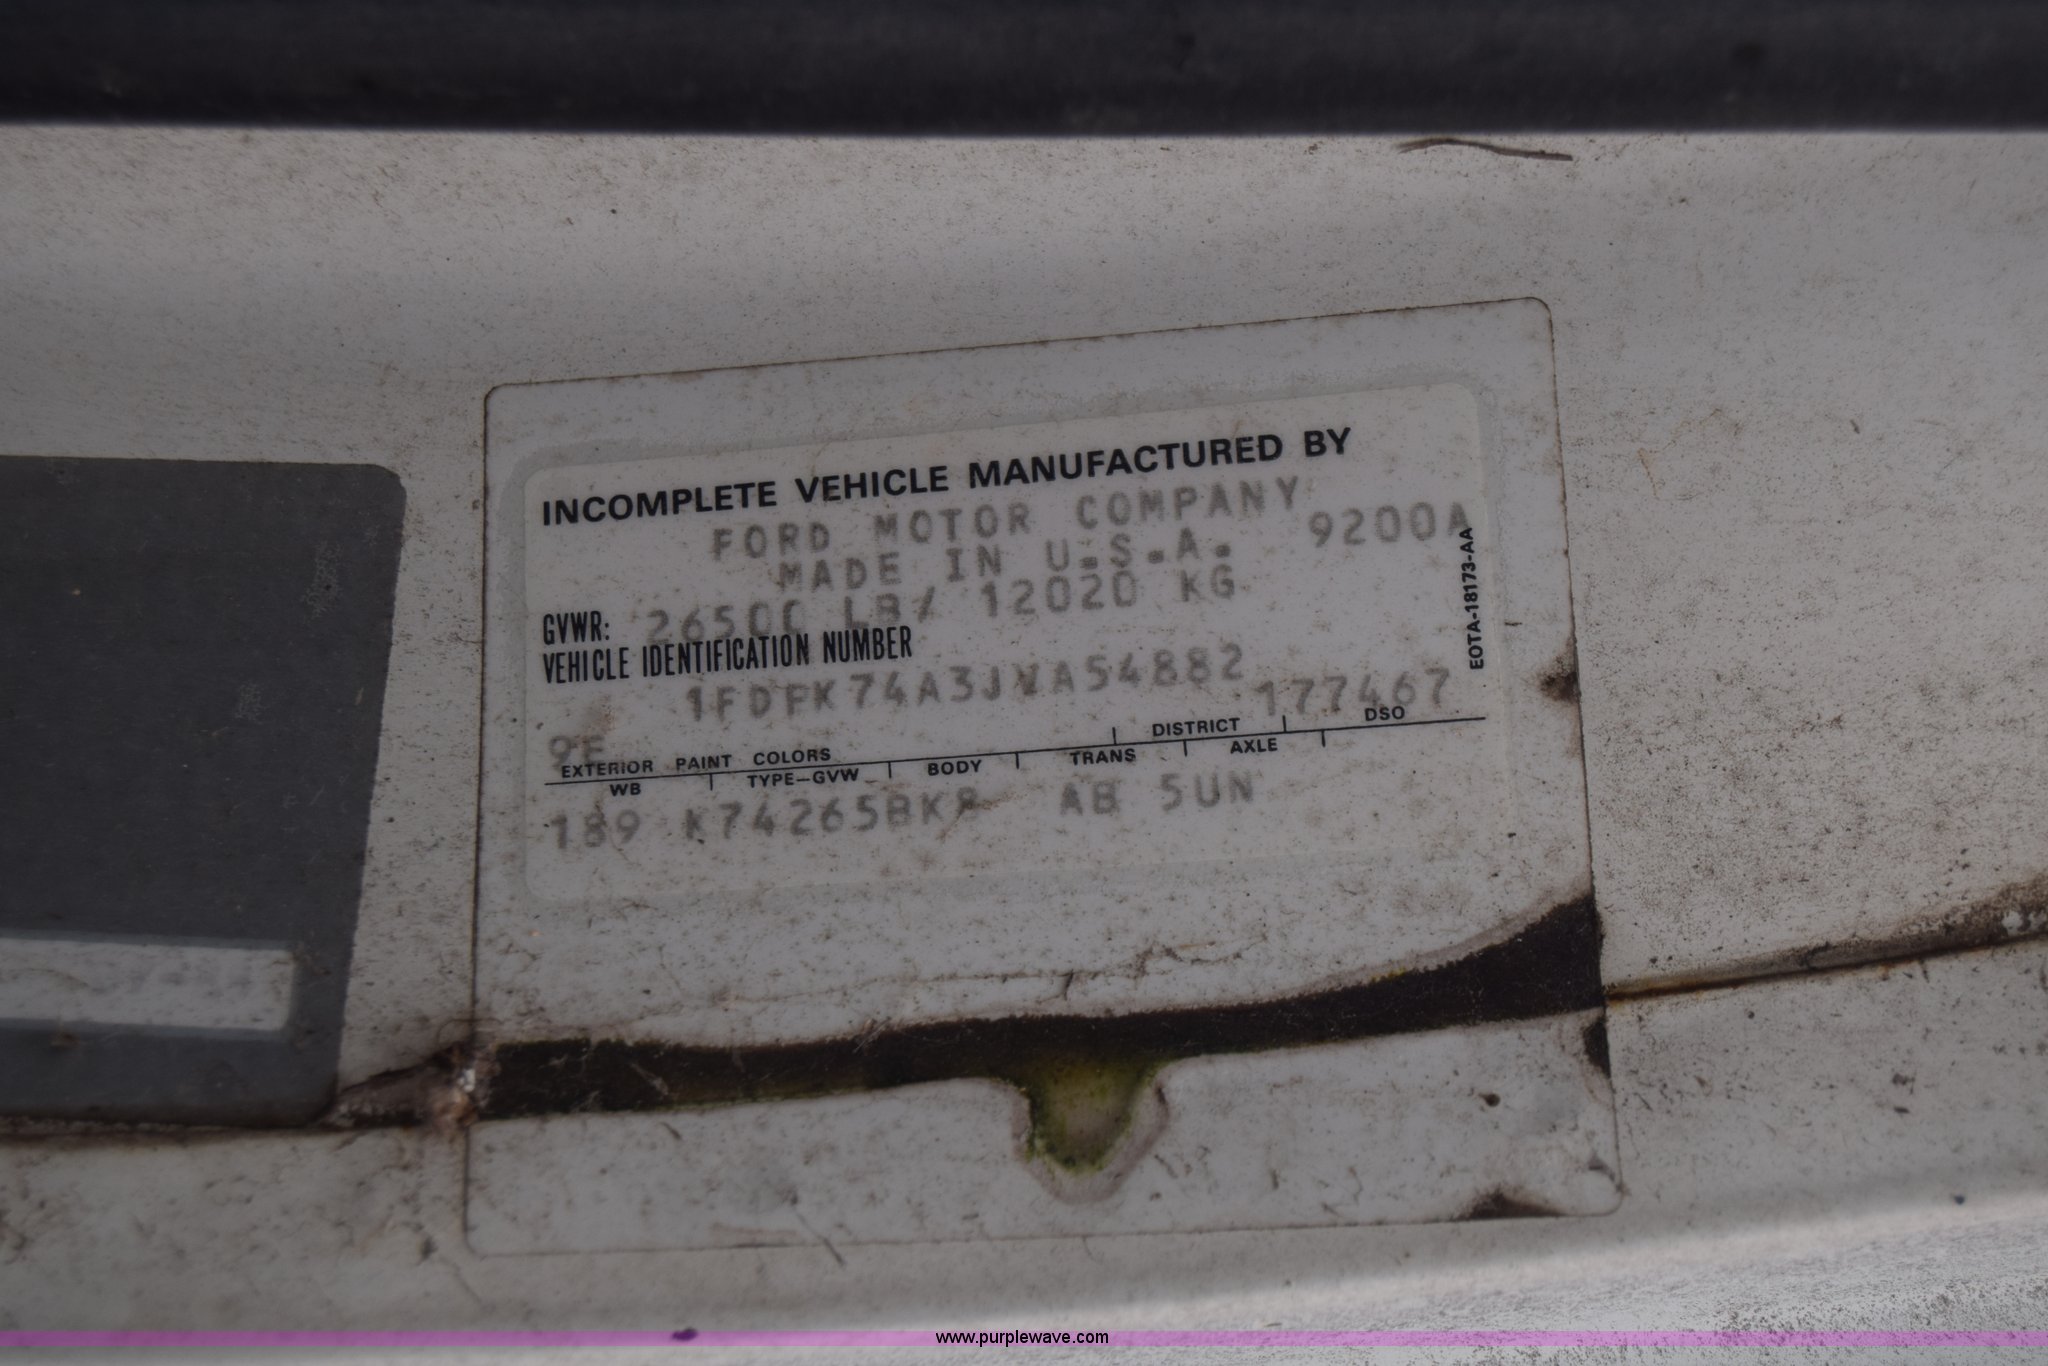 INCOMPLETE VEHICLE MANUFACTURED BY
FORD MOTOR COMPANY
MADE IN U.S.A. 9200A
GVWR: 26500 LB/ 12020 KG
VEHICLE IDENTIFICATION NUMBER
1FDPK74A3JVA54882
177467
9E
EXTERIOR PAINT COLORS DISTRICT DSO
WB TYPE-GVW BODY TRANS AXLE
189 K74265BKB AB 5UN
EOTA-18173-AA
www.purplewave.com